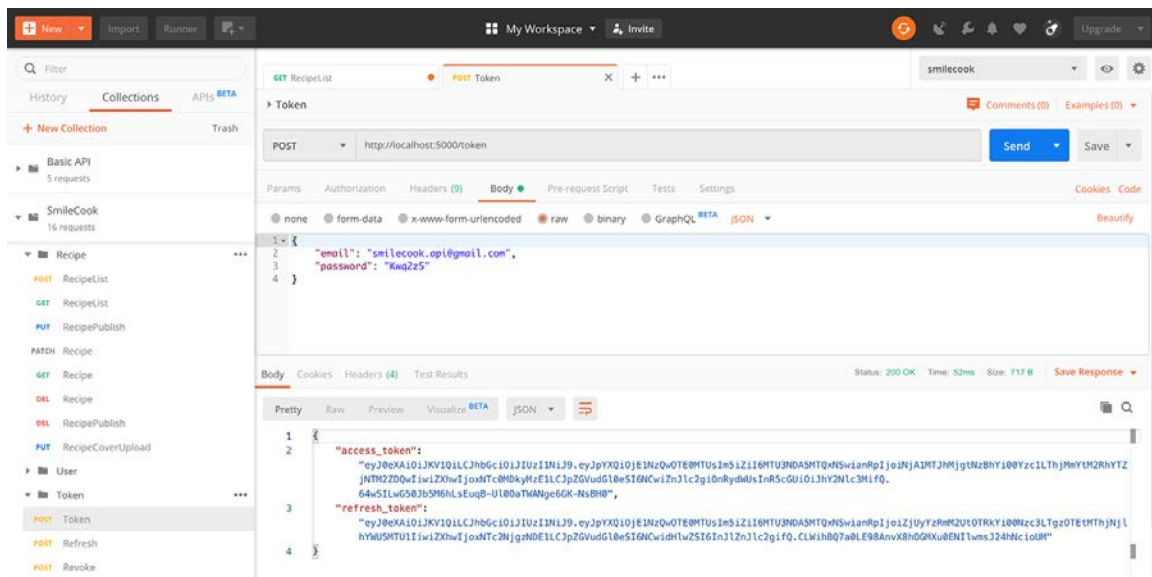 New Import Runner My Workspace Invite Upgrade
Filter
History Collections APIs BETA
+ New Collection Trash
Basic API
5 requests
SmileCook
16 requests
Recipe
POST RecipeList
GET RecipeList
PUT RecipePublish
PATCH Recipe
GET Recipe
DEL Recipe
DEL RecipePublish
PUT RecipeCoverUpload
User
Token
POST Token
POST Refresh
POST Revoke
GET RecipeList POST Token smilecook
Token Comments (0) Examples (0)
POST http://localhost:5000/token Send Save
Params Authorization Headers (9) Body Pre-request Script Tests Settings Cookies Code
none form-data x-www-form-urlencoded raw binary GraphQL BETA JSON Beautify
1 {
2 "email": "smilecook.api@gmail.com",
3 "password": "KwqZzS"
4 }
Body Cookies Headers (4) Test Results Status: 200 OK Time: 52ms Size: 717 B Save Response
Pretty Raw Preview Visualize BETA JSON
1 {
2 "access_token":
3 "refresh_token":
4 }